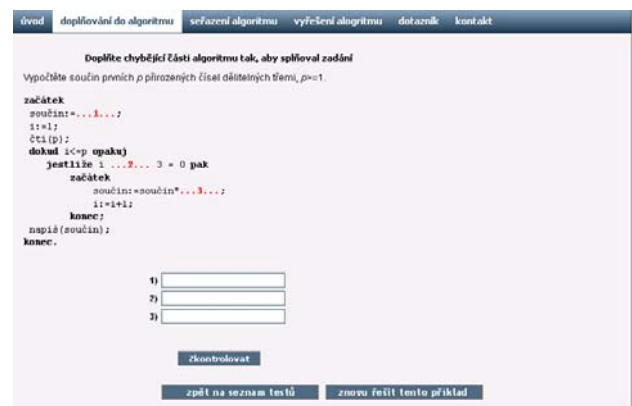 úvod doplňování do algoritmu seřazení algoritmu vyřešení alogritmu dotazník kontakt
Doplňte chybějící části algoritmu tak, aby splňoval zadání
Vypočtěte součin prvních p přirozených čísel dělitelných třemi, p>=1.
začátek
součin:=...1...;
i:=1;
čti(p);
dokud i<=p opakuj
jestliže i ...2... 3 = 0 pak
začátek
součin:=součin*...3...;
i:=i+1;
konec;
napiš(součin);
konec.
1)
2)
3)
Zkontrolovat
zpět na seznam testů znovu řešit tento příklad